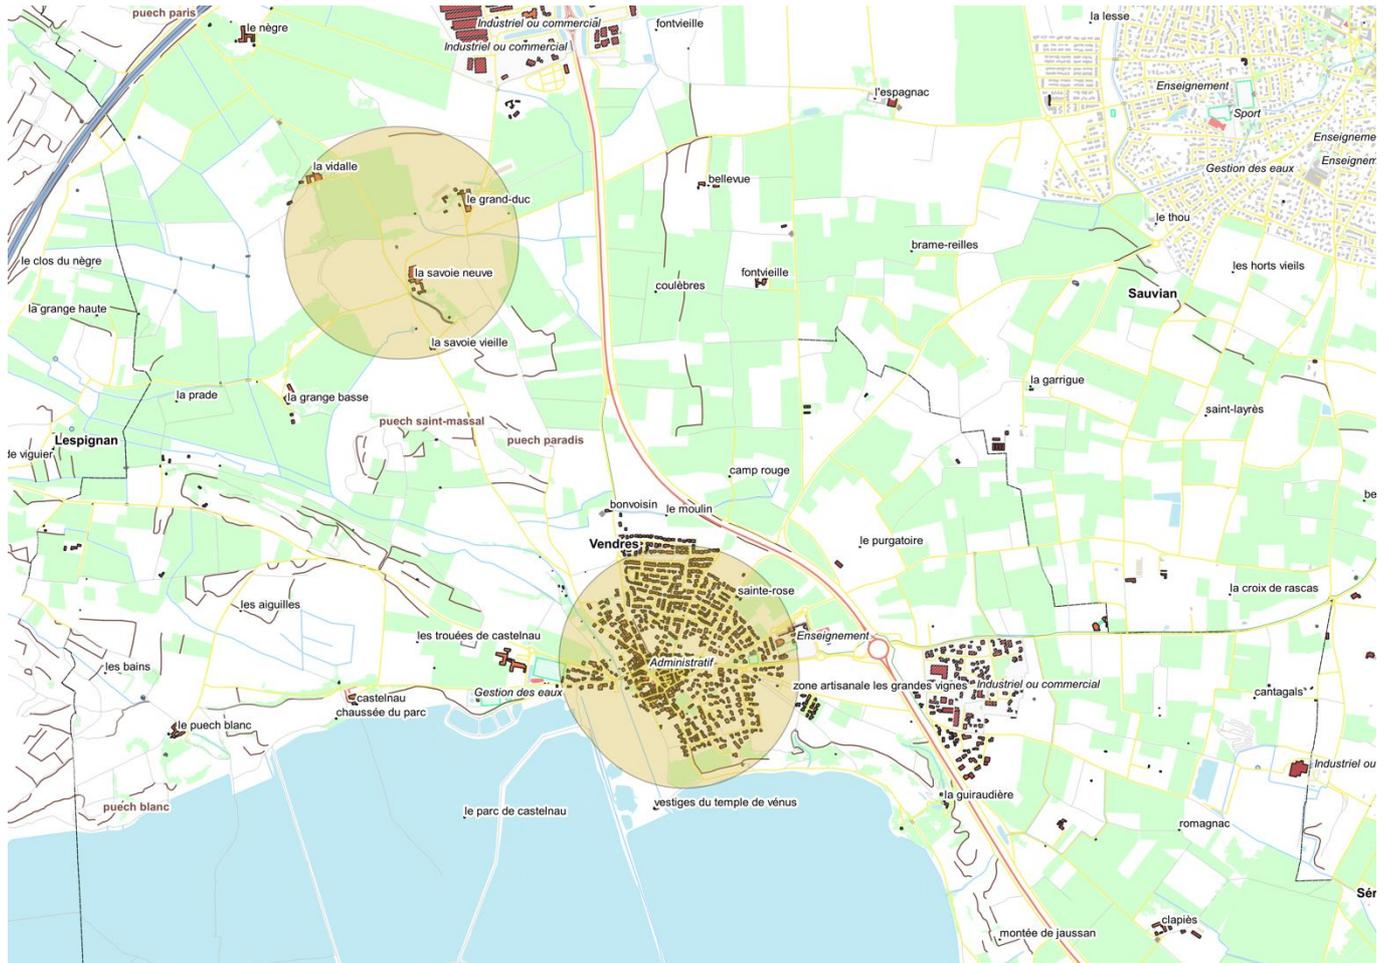 puech paris
le nègre
Industriel ou commercial
fontvieille
la lesse
Industriel ou commercial
l'espagnac
Enseignement
Sport
Enseigneme
Enseignem
Gestion des eaux
la vidalle
le grand-duc
bellevue
le thou
brame-reilles
le clos du nègre
la savoie neuve
fontvieille
coulèbres
les horts vieils
Sauvian
la grange haute
la savoie vieille
la prade
la grange basse
la garrigue
saint-layrès
puech saint-massal
puech paradis
Lespignan
de viguier
camp rouge
be
bonvoisin
le moulin
Vendres
le purgatoire
sainte-rose
la croix de rascas
les aiguilles
les trouées de castelnau
Enseignement
Administratif
les bains
Gestion des eaux
zone artisanale les grandes vignes
Industriel ou commercial
cantagals
castelnau
chaussée du parc
le puech blanc
Industriel ou
puech blanc
le parc de castelnau
vestiges du temple de vénus
la guiraudière
romagnac
Sér
clapiès
montée de jaussan